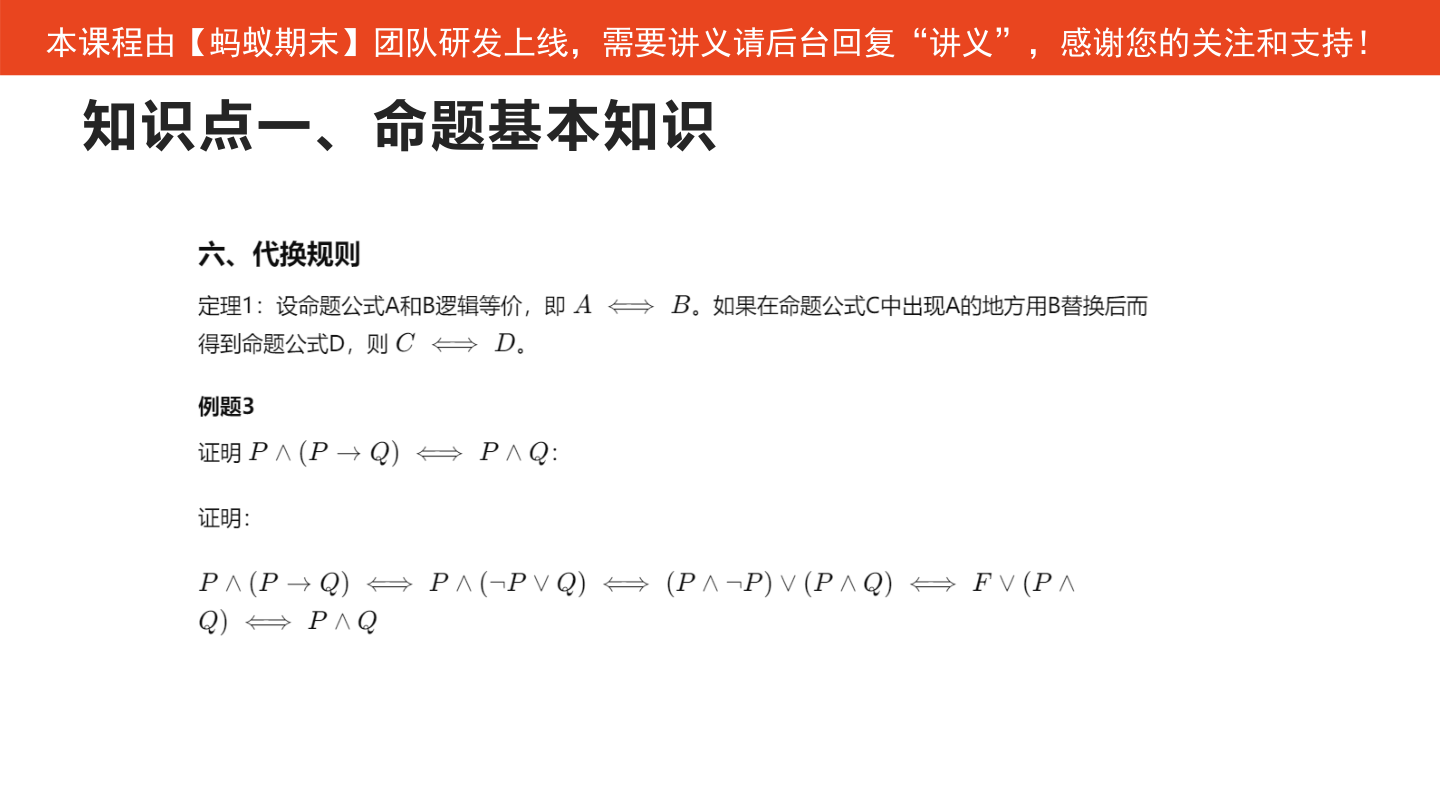 本课程由【蚂蚁期末】团队研发上线，需要讲义请后台回复“讲义”，感谢您的关注和支持！
知识点一、命题基本知识
六、代换规则
定理1：设命题公式A和B逻辑等价，即 A ⟺ B。如果在命题公式C中出现A的地方用B替换后而
得到命题公式D，则 C ⟺ D。
例题3
证明 P ∧ (P → Q) ⟺ P ∧ Q：
证明：
P ∧ (P → Q) ⟺ P ∧ (¬P ∨ Q) ⟺ (P ∧ ¬P) ∨ (P ∧ Q) ⟺ F ∨ (P ∧
Q) ⟺ P ∧ Q